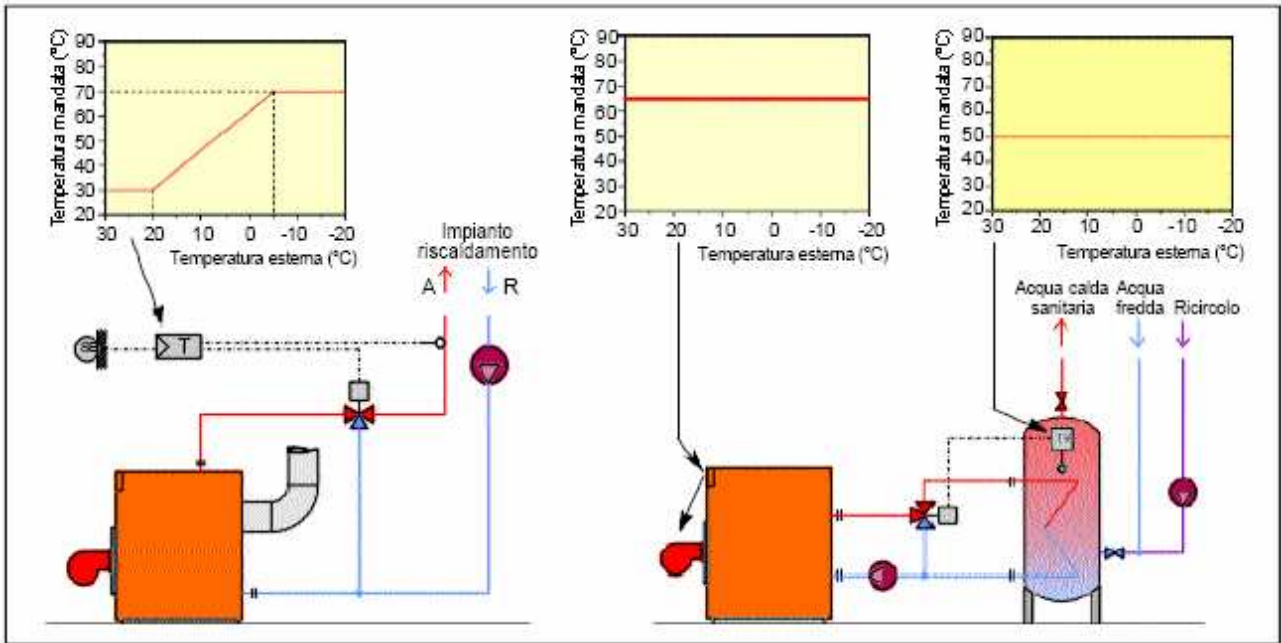 Temperatura mandata (°C)
90
80
70
60
50
40
30
20
30 20 10 0 -10 -20
Temperatura esterna (°C)
Temperatura mandata (°C)
90
80
70
60
50
40
30
20
30 20 10 0 -10 -20
Temperatura esterna (°C)
Temperatura mandata (°C)
90
80
70
60
50
40
30
20
30 20 10 0 -10 -20
Temperatura esterna (°C)
Impianto
riscaldamento
A R
T
Acqua calda
sanitaria
Acqua
fredda
Ricircolo